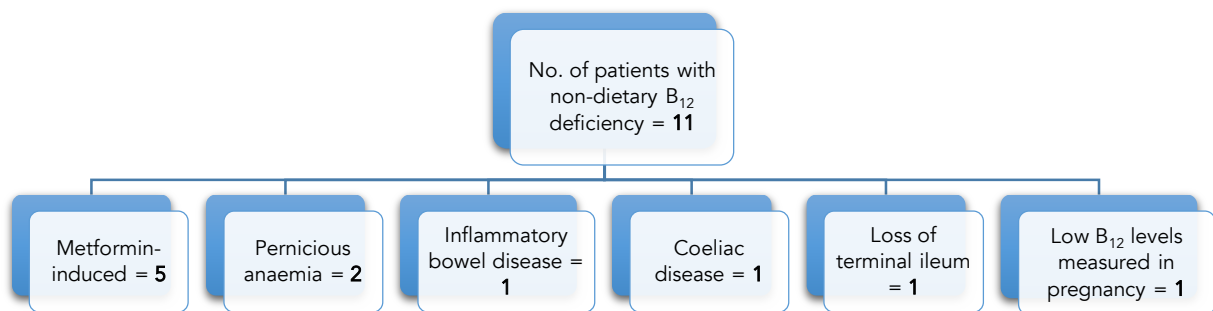 No. of patients with
non-dietary B₁₂
deficiency = 11
Metformin-
induced = 5
Pernicious
anaemia = 2
Inflammatory
bowel disease =
1
Coeliac
disease = 1
Loss of
terminal ileum
= 1
Low B₁₂ levels
measured in
pregnancy = 1